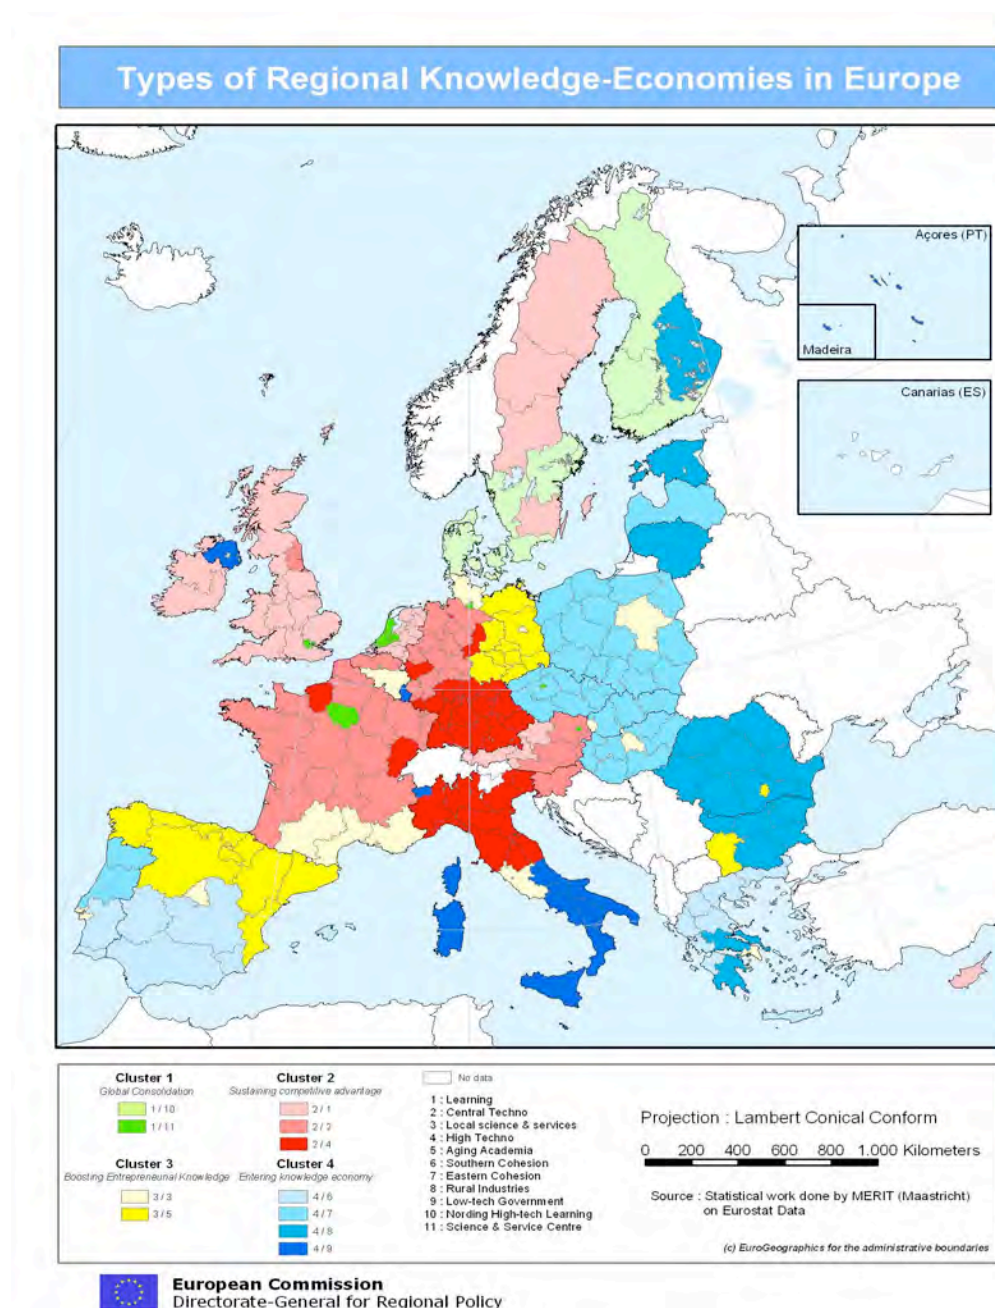 Types of Regional Knowledge-Economies in Europe
Açores (PT)
Madeira
Canarias (ES)
Cluster 1
Global Consolidation
1 / 10
1 / 11
Cluster 2
Sustaining competitive advantage
2 / 1
2 / 2
2 / 4
Cluster 3
Boosting Entrepreneurial Knowledge
3 / 3
3 / 5
Cluster 4
Entering knowledge economy
4 / 6
4 / 7
4 / 8
4 / 9
No data
1 : Learning
2 : Central Techno
3 : Local science & services
4 : High Techno
5 : Aging Academia
6 : Southern Cohesion
7 : Eastern Cohesion
8 : Rural Industries
9 : Low-tech Government
10 : Nording High-tech Learning
11 : Science & Service Centre
Projection : Lambert Conical Conform
0 200 400 600 800 1.000 Kilometers
Source : Statistical work done by MERIT (Maastricht)
on Eurostat Data
(c) EuroGeographics for the administrative boundaries
European Commission
Directorate-General for Regional Policy